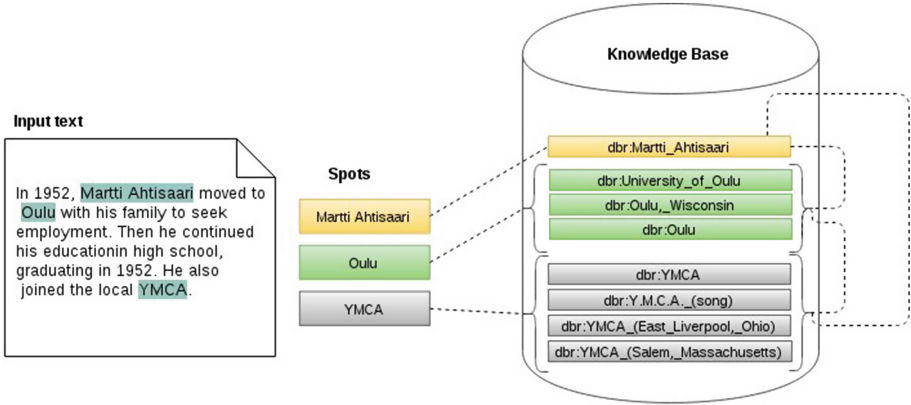 Knowledge Base
Input text
In 1952, Martti Ahtisaari moved to
Oulu with his family to seek
employment. Then he continued
his educationin high school,
graduating in 1952. He also
joined the local YMCA.
Spots
Martti Ahtisaari
Oulu
YMCA
dbr:Martti_Ahtisaari
dbr:University_of_Oulu
dbr:Oulu,_Wisconsin
dbr:Oulu
dbr:YMCA
dbr:Y.M.C.A._(song)
dbr:YMCA_(East_Liverpool,_Ohio)
dbr:YMCA_(Salem,_Massachusetts)